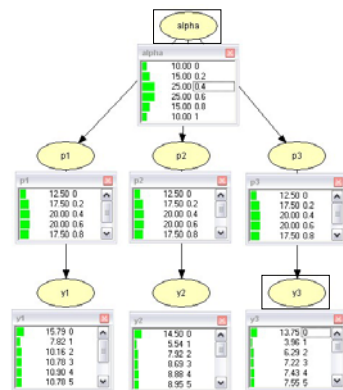 alpha
alpha
10.00 0
15.00 0.2
25.00 0.4
25.00 0.6
15.00 0.8
10.00 1
p1
p2
p3
p1
12.50 0
17.50 0.2
20.00 0.4
20.00 0.6
17.50 0.8
p2
12.50 0
17.50 0.2
20.00 0.4
20.00 0.6
17.50 0.8
p3
12.50 0
17.50 0.2
20.00 0.4
20.00 0.6
17.50 0.8
y1
y2
y3
y1
15.79 0
7.82 1
10.16 2
10.78 3
10.90 4
10.78 5
y2
14.50 0
5.54 1
7.92 2
8.69 3
8.88 4
8.95 5
y3
13.75 0
3.96 1
6.29 2
7.22 3
7.43 4
7.55 5